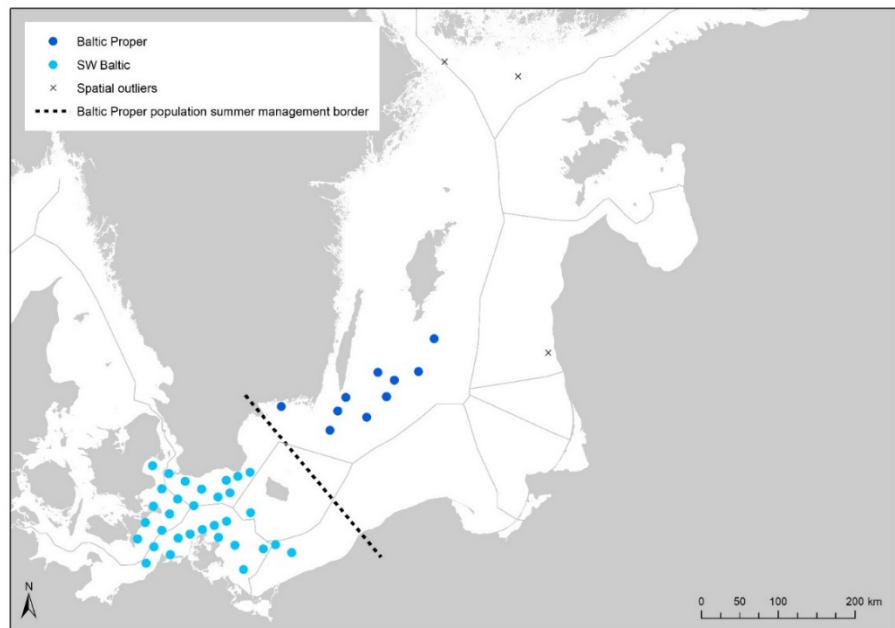 Baltic Proper
SW Baltic
Spatial outliers
Baltic Proper population summer management border
N
0 50 100 200 km